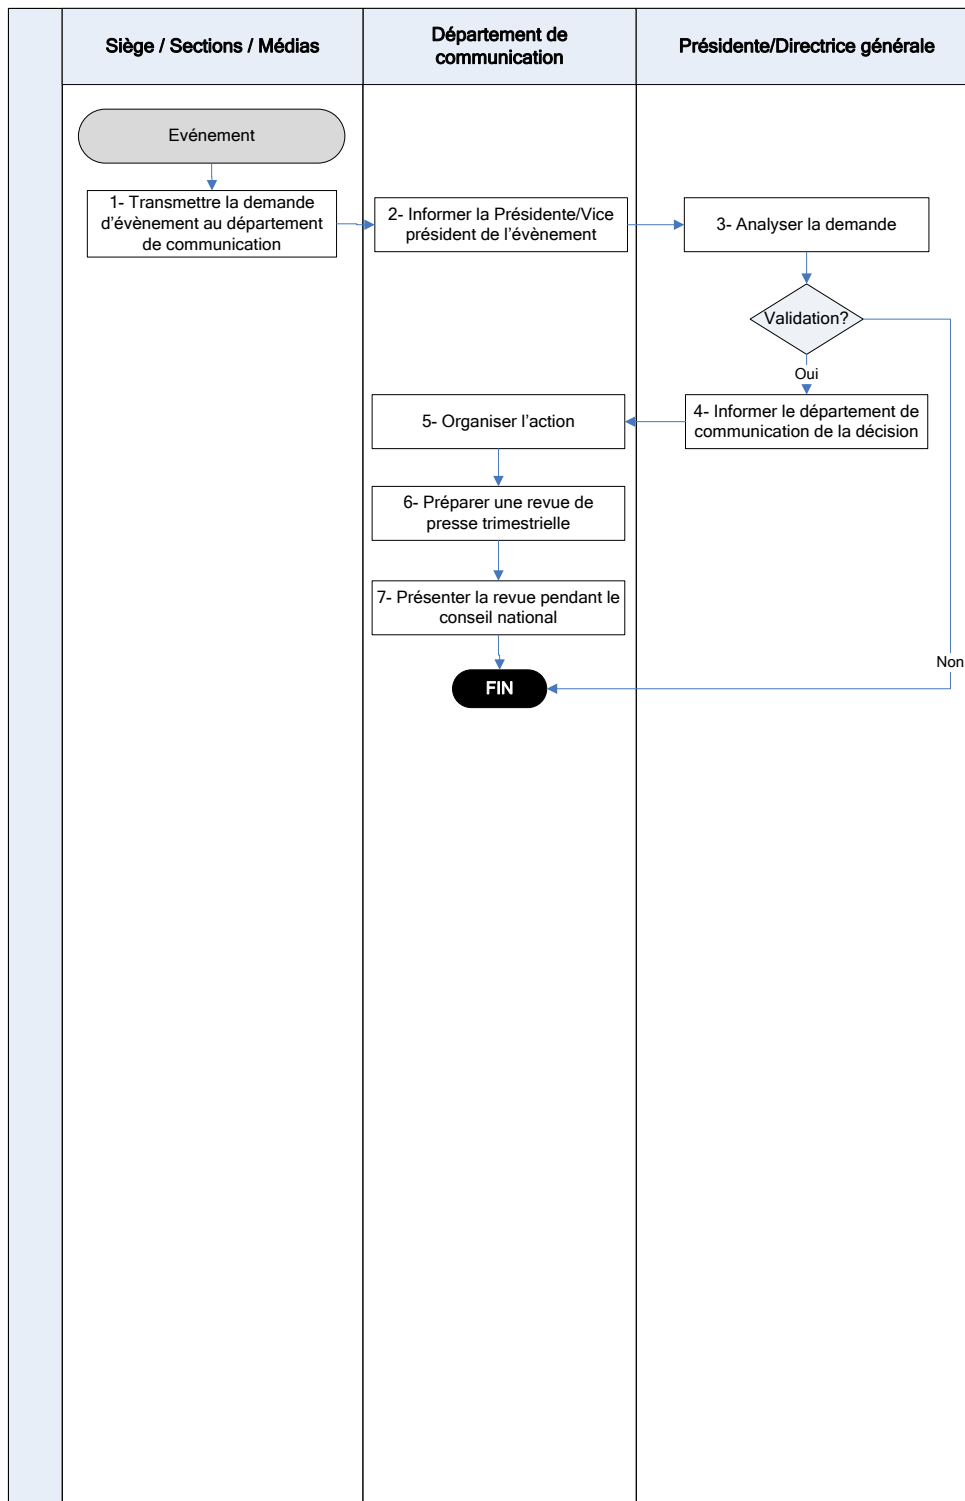 Siège / Sections / Médias
Département de
communication
Présidente/Directrice générale
Evénement
1- Transmettre la demande
d’évènement au département
de communication
2- Informer la Présidente/Vice
président de l’évènement
3- Analyser la demande
Validation?
Oui
4- Informer le département de
communication de la décision
5- Organiser l’action
6- Préparer une revue de
presse trimestrielle
7- Présenter la revue pendant le
conseil national
Non
FIN